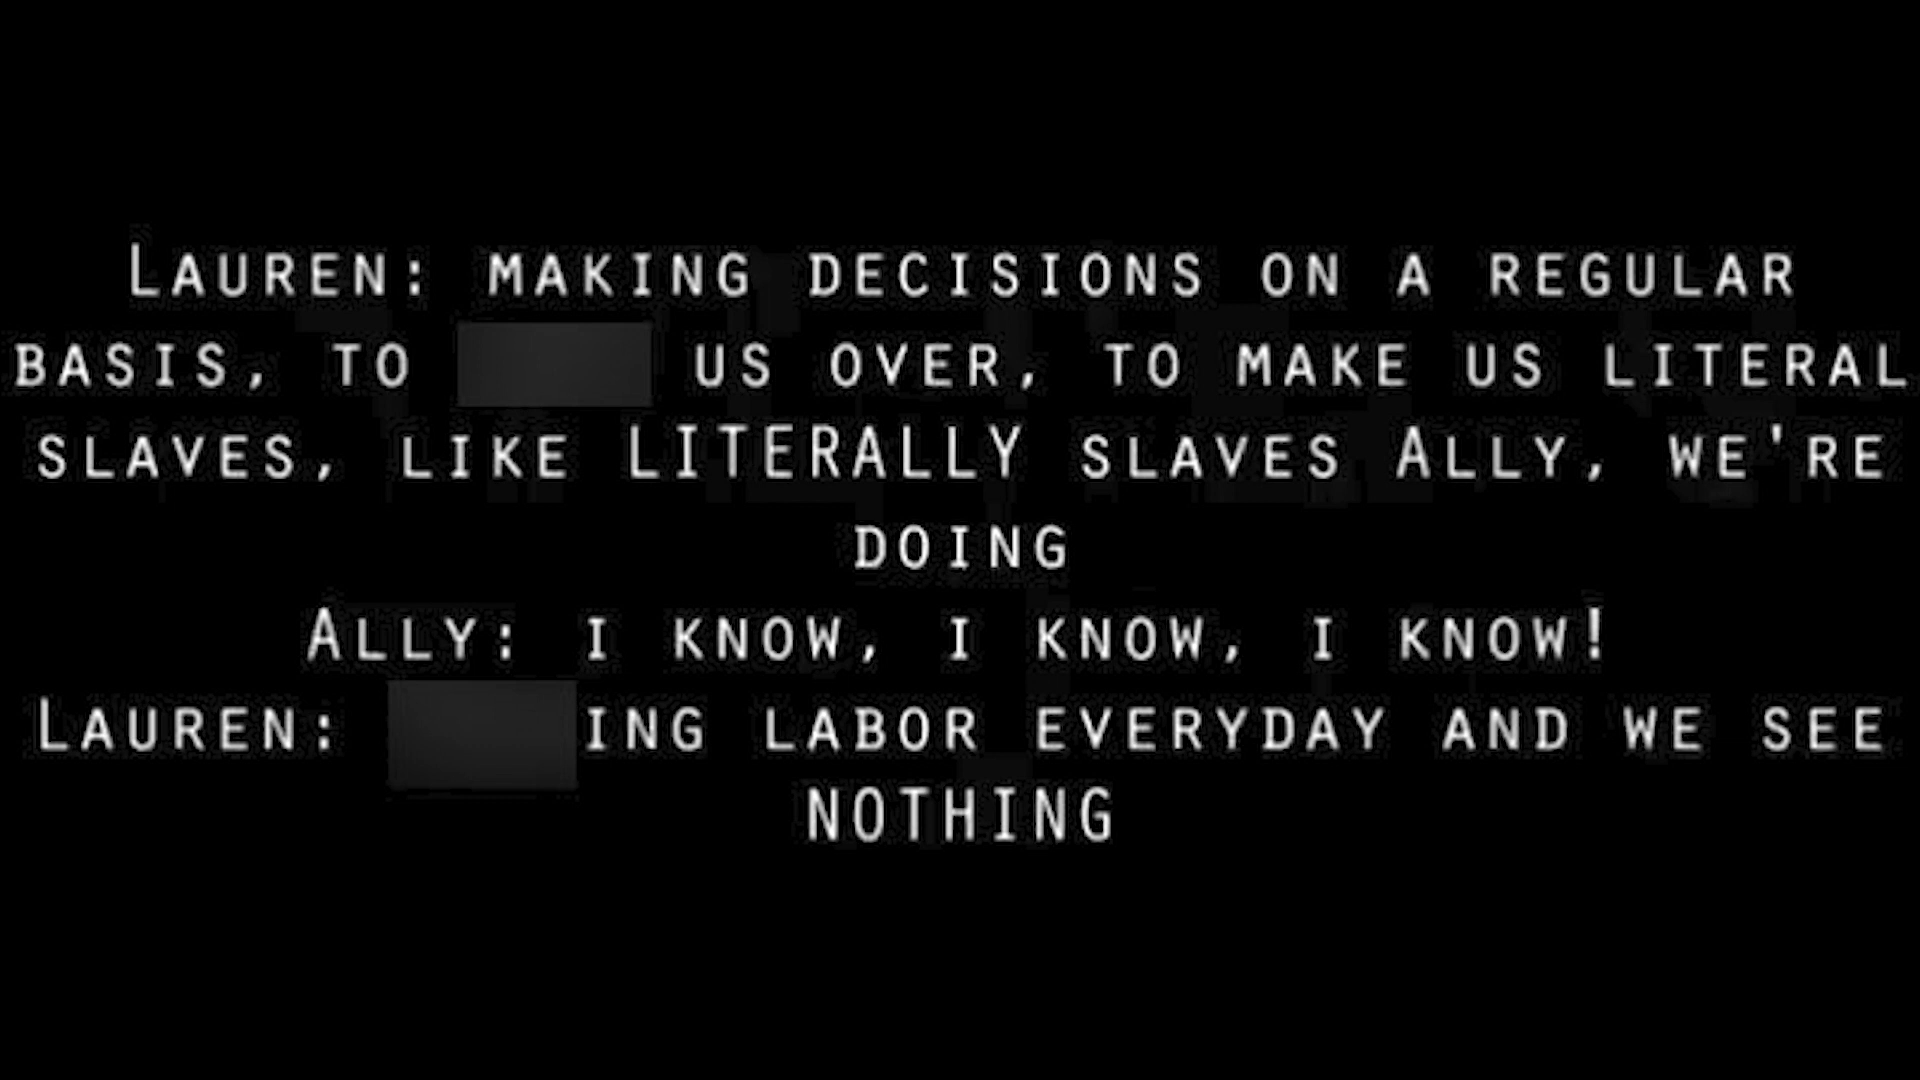 Lauren: making decisions on a regular
basis, to us over, to make us literal
slaves, like LITERALLY slaves Ally, we're
doing
Ally: i know, i know, i know!
Lauren: ing labor everyday and we see
NOTHING